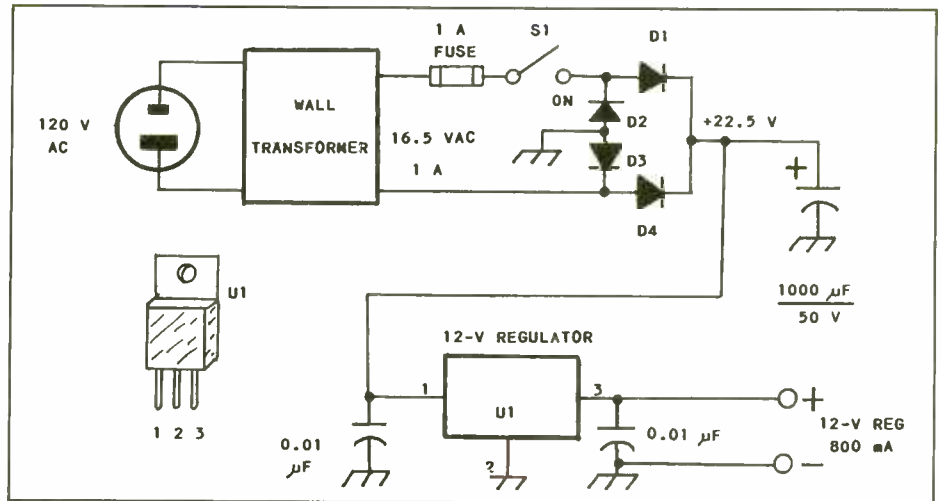 1 A
FUSE
S1
D1
120 V
AC
WALL
TRANSFORMER
ON
D2
+22.5 V
16.5 VAC
1 A
D3
D4
+
U1
1000 µF
50 V
12-V REGULATOR
1
U1
3
2
1 2 3
0.01
µF
0.01 µF
+
12-V REG
800 mA
−